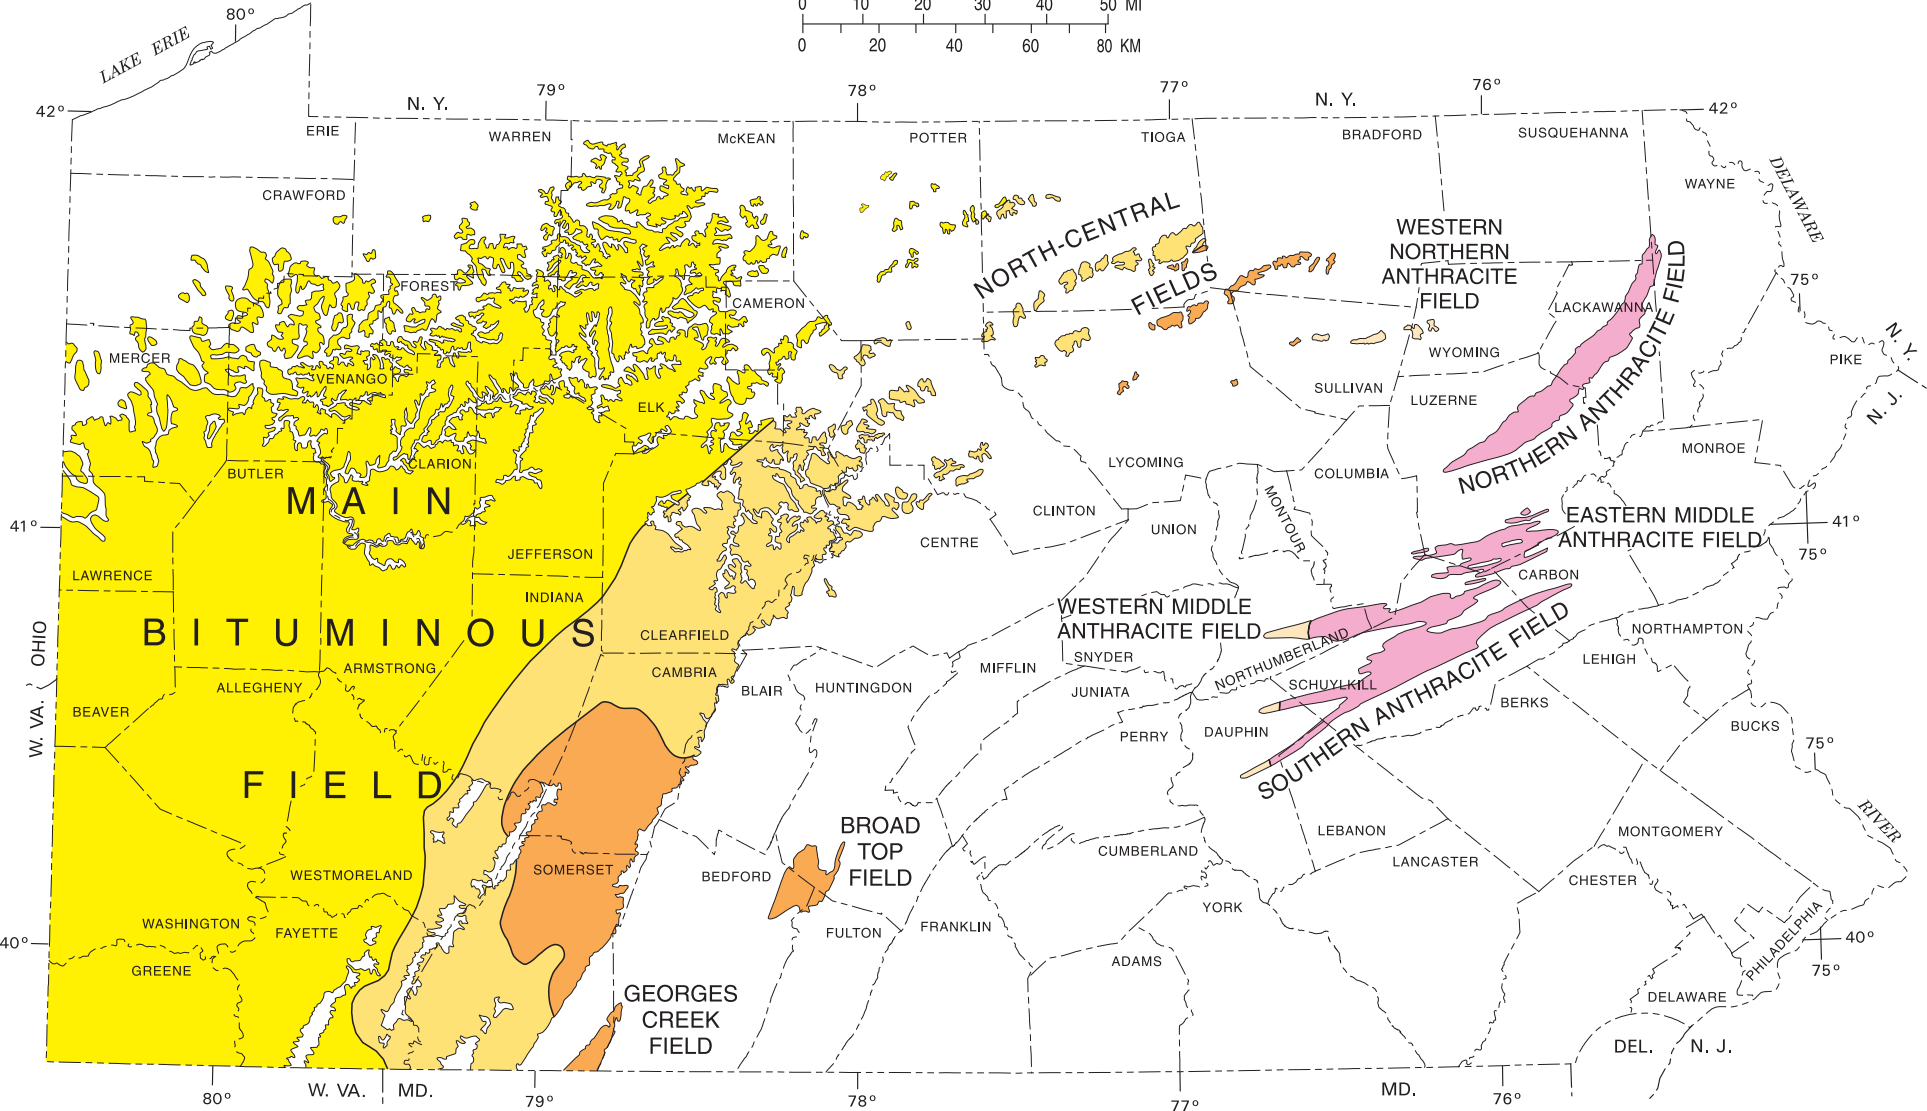 0 10 20 30 40 50 MI
0 20 40 60 80 KM
80°
LAKE ERIE
79°
78°
77°
76°
N. Y.
N. Y.
42°
42°
ERIE
WARREN
McKEAN
POTTER
TIOGA
BRADFORD
SUSQUEHANNA
WAYNE
DELAWARE
CRAWFORD
NORTH-CENTRAL
FIELDS
WESTERN
NORTHERN
ANTHRACITE
FIELD
FOREST
CAMERON
LACKAWANNA
75°
N. Y.
N. J.
MERCER
VENANGO
ELK
WYOMING
PIKE
SULLIVAN
LUZERNE
NORTHERN ANTHRACITE FIELD
BUTLER
CLARION
LYCOMING
COLUMBIA
MONROE
MAIN
CLINTON
MONTOUR
UNION
EASTERN MIDDLE
ANTHRACITE FIELD
41°
41°
75°
JEFFERSON
CENTRE
LAWRENCE
CARBON
INDIANA
WESTERN MIDDLE
ANTHRACITE FIELD
BITUMINOUS
CLEARFIELD
NORTHUMBERLAND
NORTHAMPTON
OHIO
W. VA.
ARMSTRONG
CAMBRIA
BLAIR
HUNTINGDON
MIFFLIN
SNYDER
LEHIGH
ALLEGHENY
JUNIATA
SCHUYLKILL
BEAVER
PERRY
DAUPHIN
BERKS
BUCKS
75°
SOUTHERN ANTHRACITE FIELD
FIELD
BROAD
TOP
FIELD
RIVER
LEBANON
MONTGOMERY
CUMBERLAND
LANCASTER
WESTMORELAND
SOMERSET
BEDFORD
CHESTER
YORK
WASHINGTON
FAYETTE
FULTON
FRANKLIN
PHILADELPHIA
40°
40°
75°
GREENE
ADAMS
GEORGES
CREEK
FIELD
DELAWARE
DEL.
N. J.
W. VA.
MD.
MD.
80°
79°
78°
77°
76°